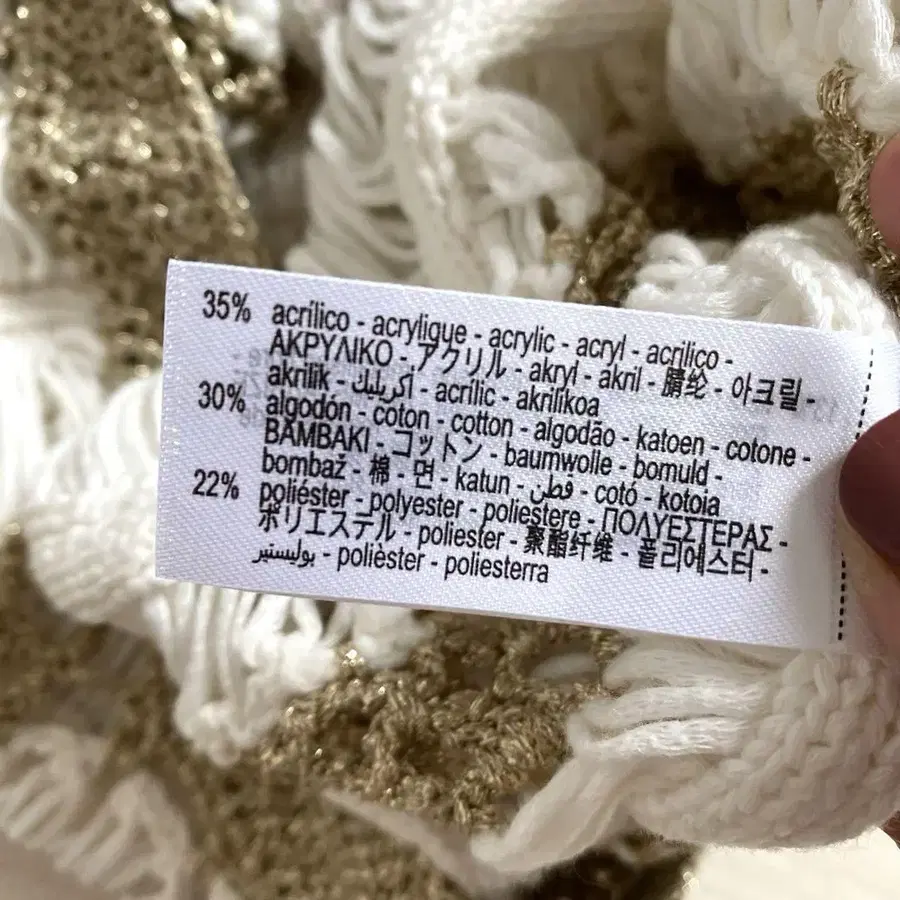 35% acrílico - acrylique - acrylic - acryl - acrilico -
ΑΚΡΥΛΙΚΟ - アクリル - akryl - akril - 腈纶 - 아크릴 -
akrilik - أكريليك - acrílic - akrilikoa
30% algodón - coton - cotton - algodão - katoen - cotone -
BAMBAKI - コットン - baumwolle - bomuld -
bombaž - 棉 - 면 - katun - قطن - cotó - kotoia
22% poliéster - polyester - poliestere - ΠΟΛΥΕΣΤΕΡΑΣ -
ポリエステル - poliester - 聚酯纤维 - 폴리에스터 -
بوليستير - polièster - poliesterra